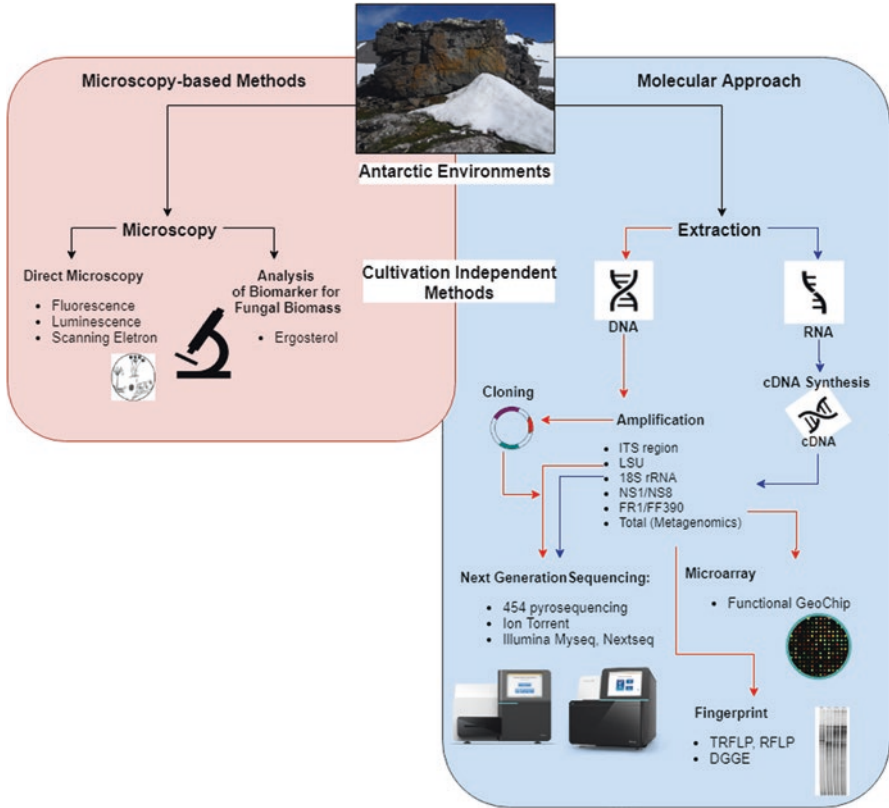 Microscopy-based Methods
Molecular Approach
Antarctic Environments
Microscopy
Direct Microscopy
• Fluorescence
• Luminescence
• Scanning Eletron
Analysis
of Biomarker for
Fungal Biomass
• Ergosterol
Cultivation Independent
Methods
Extraction
DNA
RNA
cDNA Synthesis
cDNA
Cloning
Amplification
• ITS region
• LSU
• 18S rRNA
• NS1/NS8
• FR1/FF390
• Total (Metagenomics)
Next Generation Sequencing:
• 454 pyrosequencing
• Ion Torrent
• Illumina Myseq, Nextseq
Microarray
• Functional GeoChip
Fingerprint
• TRFLP, RFLP
• DGGE